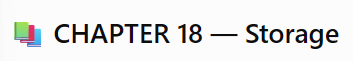 📚 CHAPTER 18 — Storage